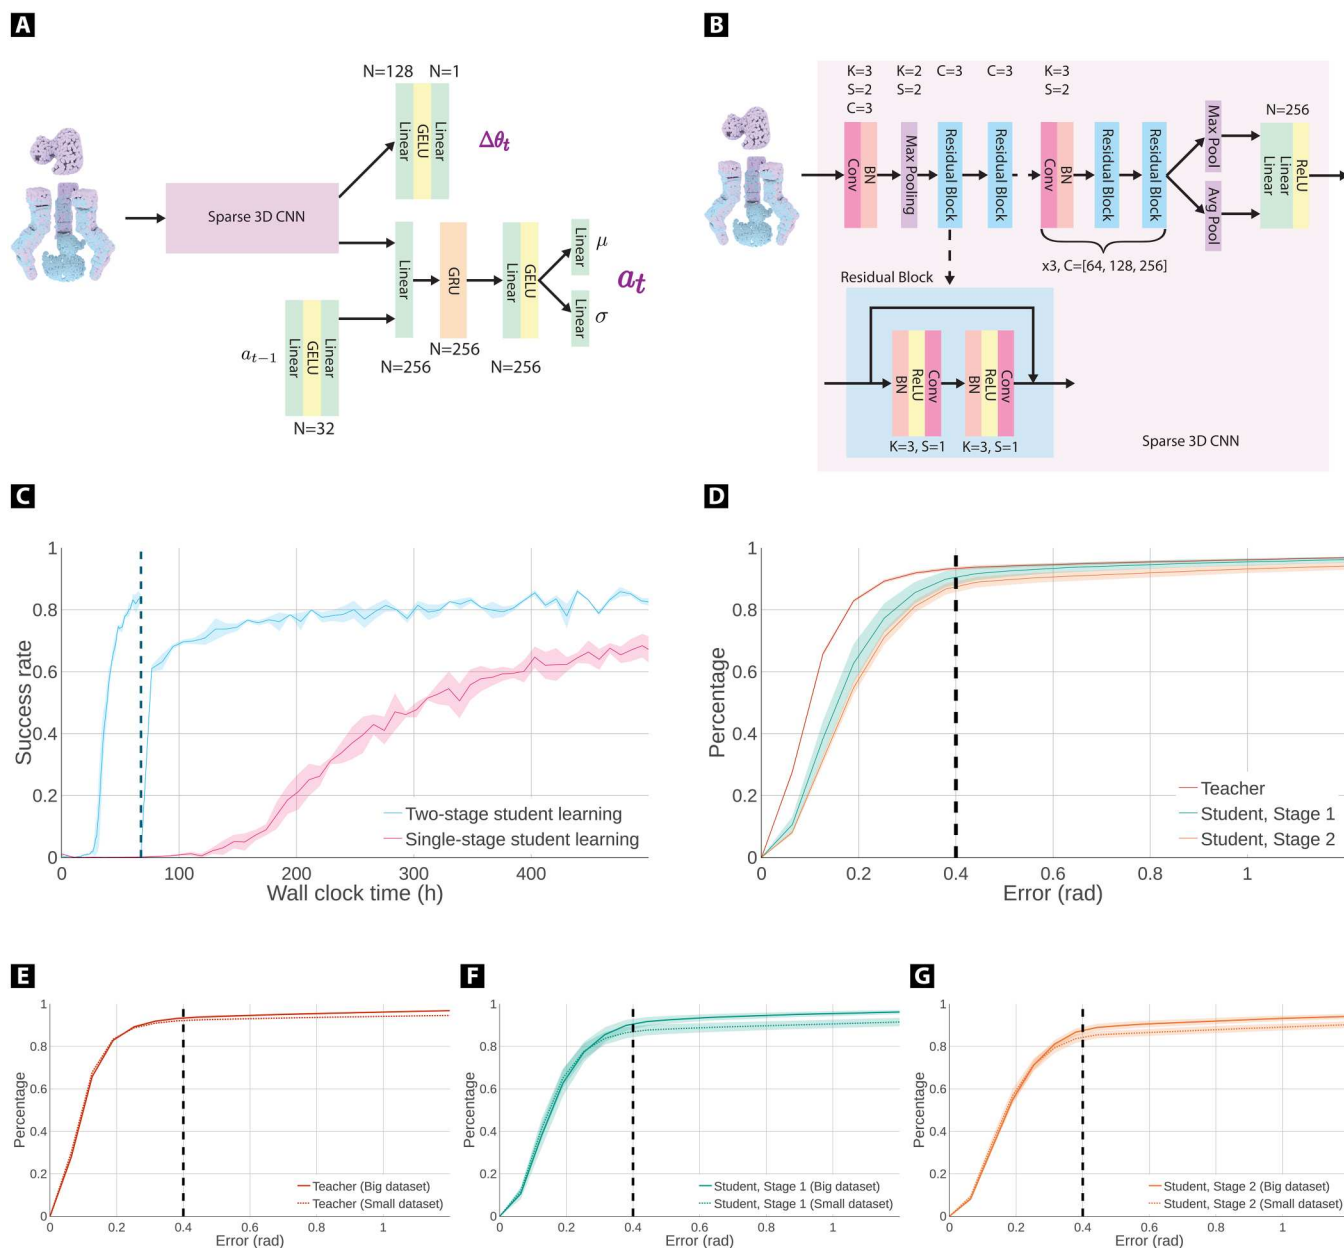 A
N=128
N=1
Linear
GELU
Linear
Δθt
Sparse 3D CNN
Linear
GRU
Linear
GELU
Linear
μ
Linear
σ
at
at−1
Linear
GELU
Linear
N=256
N=256
N=256
N=32
B
K=3
S=2
C=3
K=2
S=2
C=3
C=3
K=3
S=2
Conv
BN
Max Pooling
Residual Block
Residual Block
Conv
BN
Residual Block
Residual Block
Max Pool
Avg Pool
N=256
Linear
Linear
ReLU
x3, C=[64, 128, 256]
Residual Block
BN
ReLU
Conv
BN
ReLU
Conv
K=3, S=1
K=3, S=1
Sparse 3D CNN
C
1
0.8
0.6
0.4
0.2
0
Success rate
Two-stage student learning
Single-stage student learning
0
100
200
300
400
Wall clock time (h)
D
1
0.8
0.6
0.4
0.2
0
Percentage
Teacher
Student, Stage 1
Student, Stage 2
0
0.2
0.4
0.6
0.8
1
Error (rad)
E
1
0.8
0.6
0.4
0.2
0
Percentage
Teacher (Big dataset)
Teacher (Small dataset)
0
0.2
0.4
0.6
0.8
1
Error (rad)
F
1
0.8
0.6
0.4
0.2
0
Percentage
Student, Stage 1 (Big dataset)
Student, Stage 1 (Small dataset)
0
0.2
0.4
0.6
0.8
1
Error (rad)
G
1
0.8
0.6
0.4
0.2
0
Percentage
Student, Stage 2 (Big dataset)
Student, Stage 2 (Small dataset)
0
0.2
0.4
0.6
0.8
1
Error (rad)